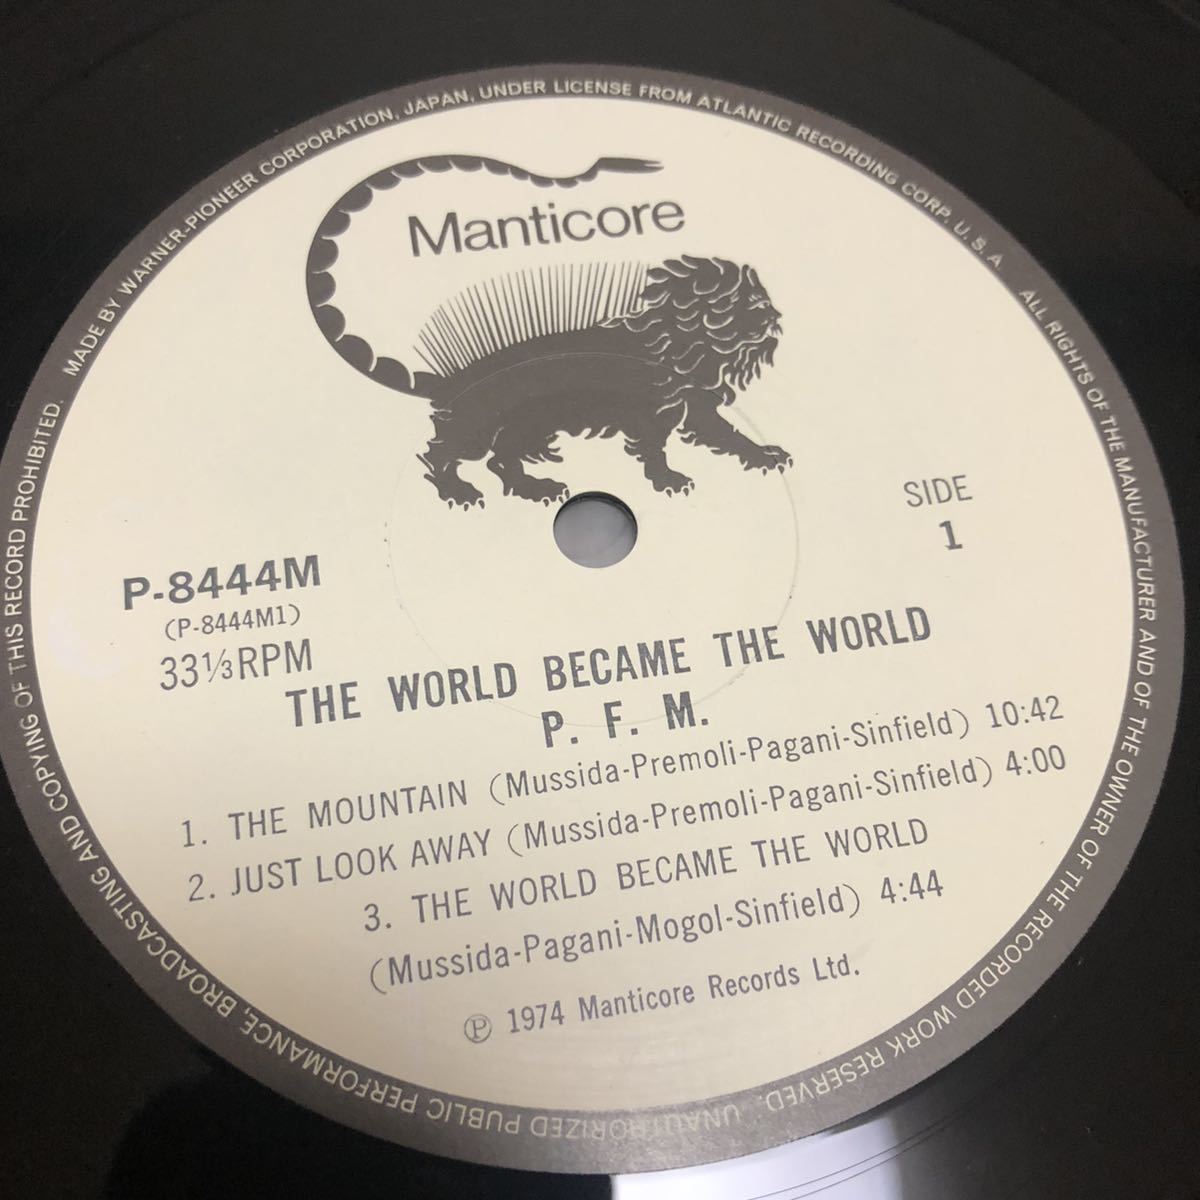 MADE BY WARNER-PIONEER CORPORATION, JAPAN, UNDER LICENSE FROM ATLANTIC RECORDING CORP. U.S.A.
ALL RIGHTS OF THE MANUFACTURER AND OF THE OWNER OF THE RECORDED WORK RESERVED.
UNAUTHORIZED PUBLIC PERFORMANCE, BROADCASTING AND COPYING OF THIS RECORD PROHIBITED.
Manticore
SIDE
1
P-8444M
(P-8444M1)
33⅓RPM
THE WORLD BECAME THE WORLD
P. F. M.
1. THE MOUNTAIN (Mussida-Premoli-Pagani-Sinfield) 10:42
2. JUST LOOK AWAY (Mussida-Premoli-Pagani-Sinfield) 4:00
3. THE WORLD BECAME THE WORLD
(Mussida-Pagani-Mogol-Sinfield) 4:44
℗ 1974 Manticore Records Ltd.